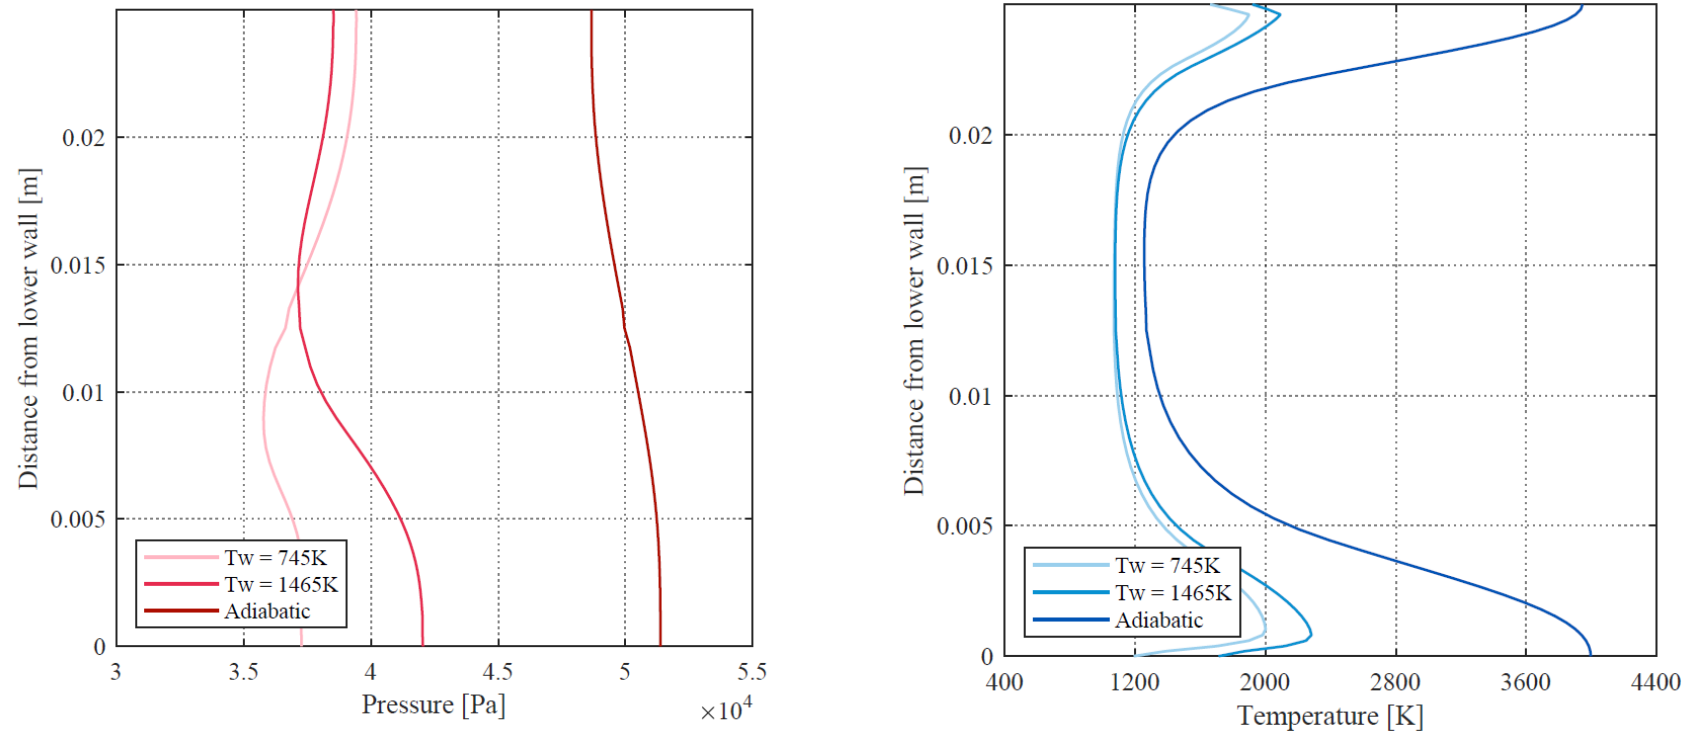 Distance from lower wall [m]
0.02
0.015
0.01
0.005
0
Tw = 745K
Tw = 1465K
Adiabatic
3 3.5 4 4.5 5 5.5
Pressure [Pa]
×10⁴
Distance from lower wall [m]
0.02
0.015
0.01
0.005
0
Tw = 745K
Tw = 1465K
Adiabatic
400 1200 2000 2800 3600 4400
Temperature [K]